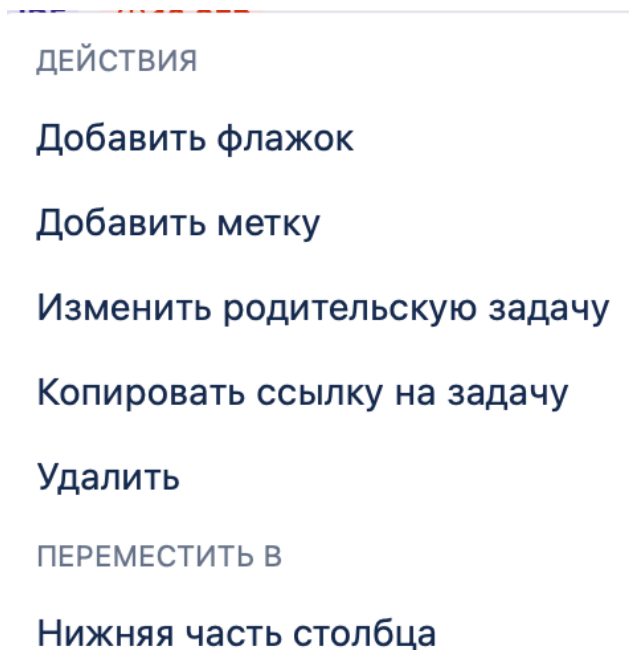 ДЕЙСТВИЯ
Добавить флажок
Добавить метку
Изменить родительскую задачу
Копировать ссылку на задачу
Удалить
ПЕРЕМЕСТИТЬ В
Нижняя часть столбца